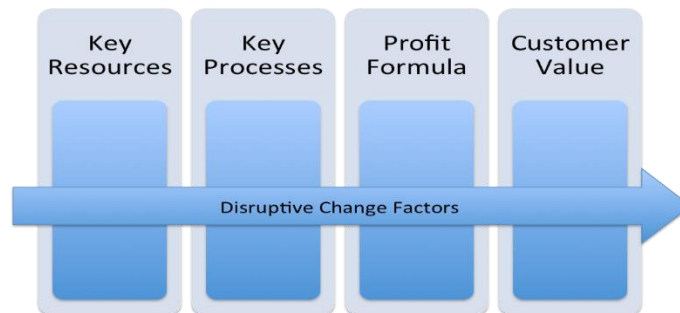 Key
Resources
Key
Processes
Profit
Formula
Customer
Value
Disruptive Change Factors